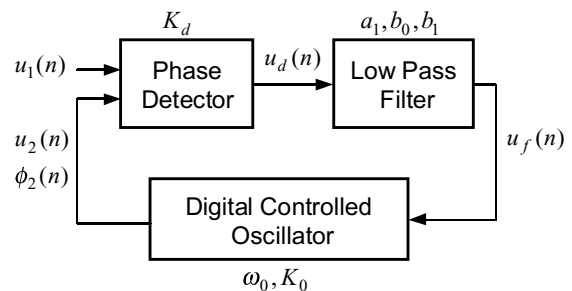 K_d
a_1, b_0, b_1
u_1(n)
Phase
Detector
u_d(n)
Low Pass
Filter
u_2(n)
ϕ_2(n)
u_f(n)
Digital Controlled
Oscillator
ω_0, K_0